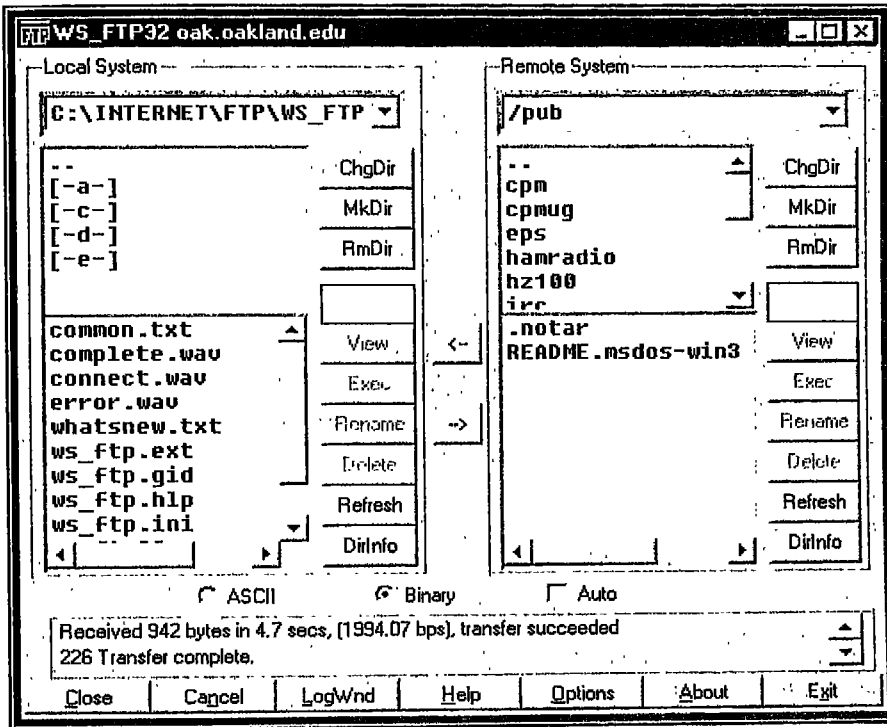 FTP WS_FTP32 oak.oakland.edu
Local System
C:\INTERNET\FTP\WS_FTP
--
[-a-]
[-c-]
[-d-]
[-e-]
ChgDir
MkDir
RmDir
common.txt
complete.wav
connect.wav
error.wav
whatsnew.txt
ws_ftp.ext
ws_ftp.gid
ws_ftp.hlp
ws_ftp.ini
View
Exec
Rename
Delete
Refresh
DirInfo
<--
-->
Remote System
/pub
--
cpm
cpmug
eps
hamradio
hz100
irc
ChgDir
MkDir
RmDir
.notar
README.msdos-win3
View
Exec
Rename
Delete
Refresh
DirInfo
ASCII
Binary
Auto
Received 942 bytes in 4.7 secs, (1994.07 bps), transfer succeeded
226 Transfer complete.
Close
Cancel
LogWnd
Help
Options
About
Exit